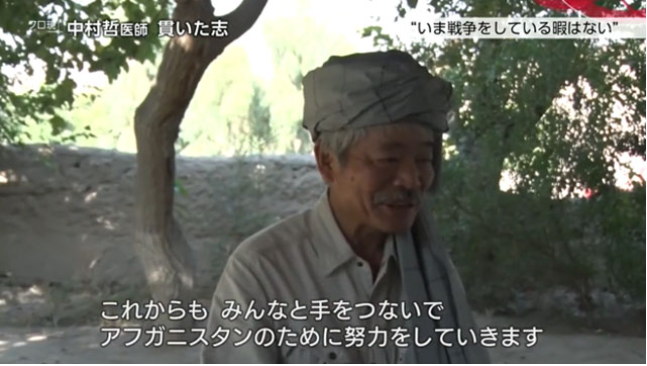 クロ現
中村哲医師 貫いた志
“いま戦争をしている暇はない”
これからも みんなと手をつないで
アフガニスタンのために努力をしていきます